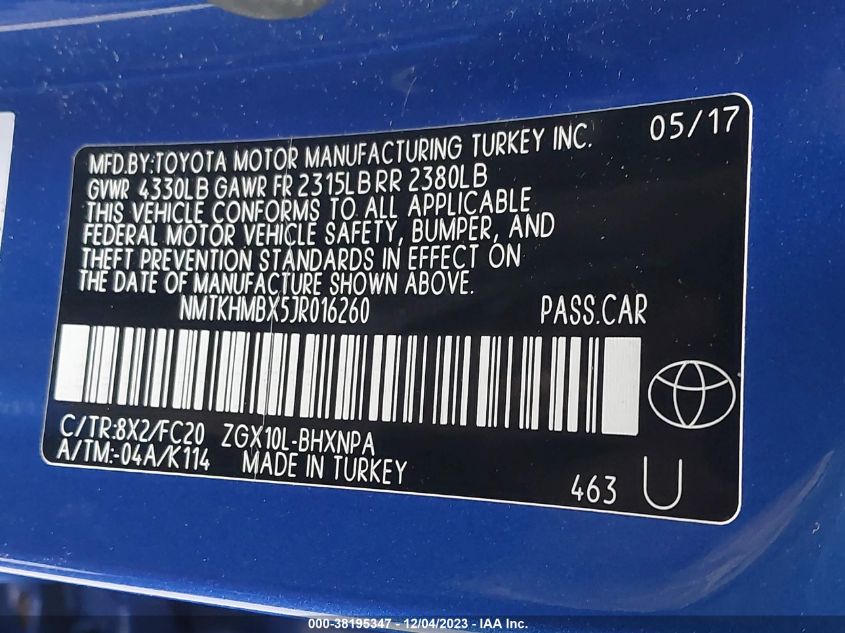 05/17
MFD.BY:TOYOTA MOTOR MANUFACTURING TURKEY INC.
GVWR 4330LB GAWR FR 2315LB RR 2380LB
THIS VEHICLE CONFORMS TO ALL APPLICABLE
FEDERAL MOTOR VEHICLE SAFETY, BUMPER, AND
THEFT PREVENTION STANDARDS IN EFFECT ON
THE DATE OF MANUFACTURE SHOWN ABOVE.
NMTKHMBX5JR016260 PASS.CAR
C/TR:8X2/FC20 ZGX10L-BHXNPA
A/TM:-04A/K114 MADE IN TURKEY
463 U
000-38195347 - 12/04/2023 - IAA Inc.